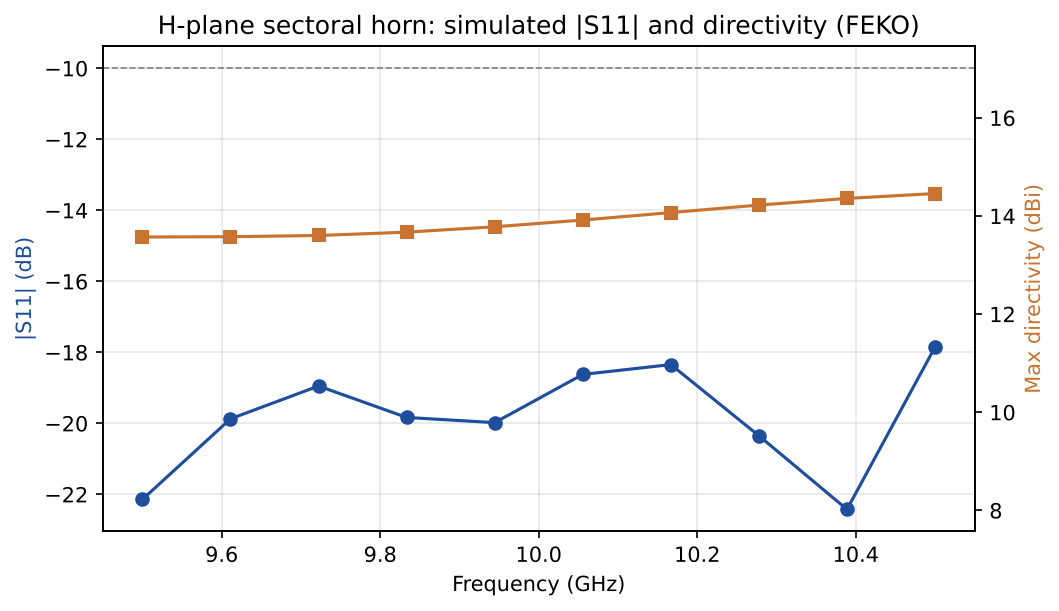 H-plane sectoral horn: simulated |S11| and directivity (FEKO)
|S11| (dB)
−10
−12
−14
−16
−18
−20
−22
16
14
12
10
8
Max directivity (dBi)
9.6 9.8 10.0 10.2 10.4
Frequency (GHz)